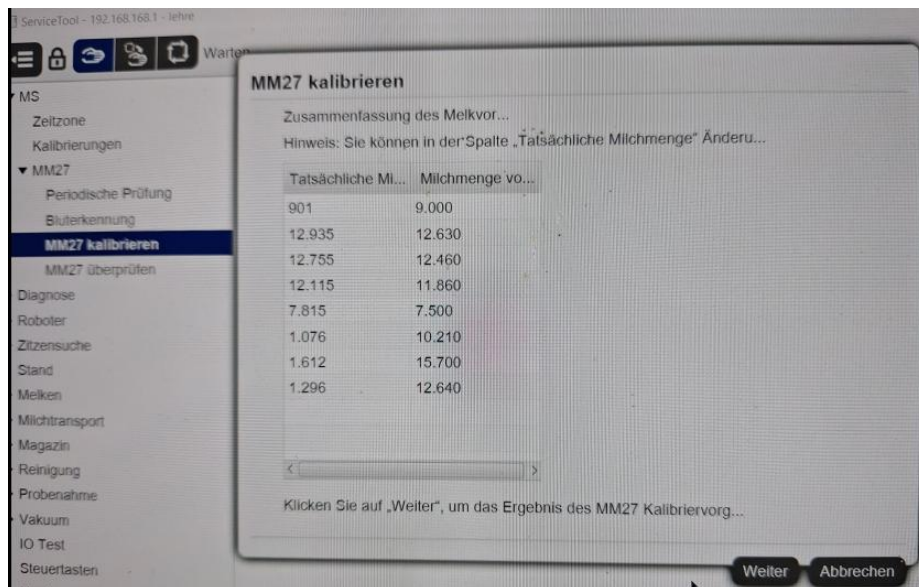 ServiceTool - 192.168.168.1 - lehre
Warten
MS
Zeitzone
Kalibrierungen
MM27
Periodische Prüfung
Bluterkennung
MM27 kalibrieren
MM27 überprüfen
Diagnose
Roboter
Zitzensuche
Stand
Melken
Milchtransport
Magazin
Reinigung
Probenahme
Vakuum
IO Test
Steuertasten
MM27 kalibrieren
Zusammenfassung des Melkvor...
Hinweis: Sie können in der Spalte „Tatsächliche Milchmenge" Änderu...
Tatsächliche Mi... Milchmenge vo...
901 9.000
12.935 12.630
12.755 12.460
12.115 11.860
7.815 7.500
1.076 10.210
1.612 15.700
1.296 12.640
Klicken Sie auf „Weiter", um das Ergebnis des MM27 Kalibriervorg...
Weiter Abbrechen